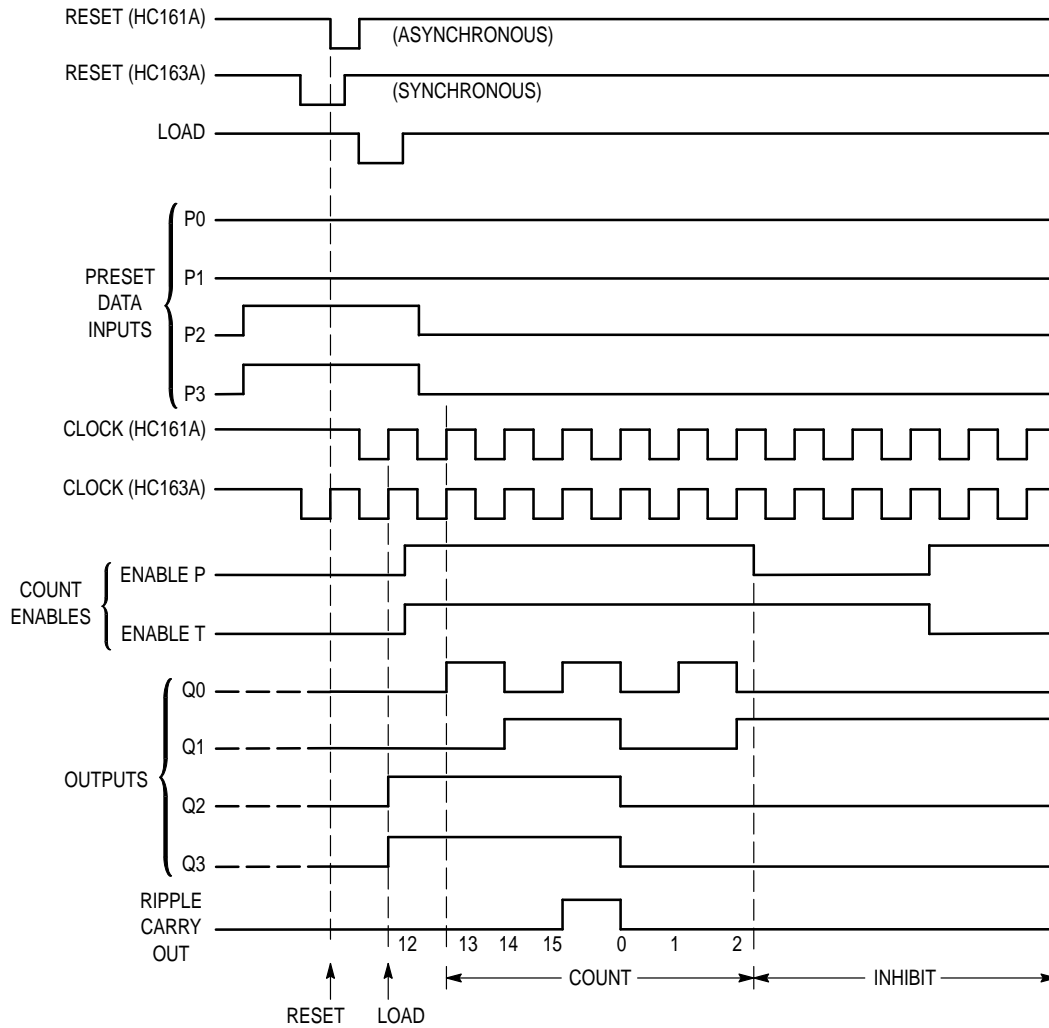 RESET (HC161A)
(ASYNCHRONOUS)
RESET (HC163A)
(SYNCHRONOUS)
LOAD
PRESET
DATA
INPUTS
P0
P1
P2
P3
CLOCK (HC161A)
CLOCK (HC163A)
COUNT
ENABLES
ENABLE P
ENABLE T
OUTPUTS
Q0
Q1
Q2
Q3
RIPPLE
CARRY
OUT
12 13 14 15 0 1 2
COUNT INHIBIT
RESET LOAD